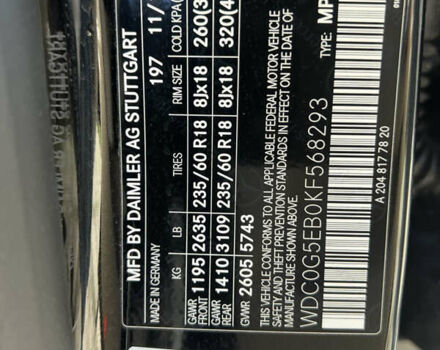 MFD BY DAIMLER AG STUTTGART
MADE IN GERMANY 197 11/
KG LB TIRES RIM SIZE COLD KPA(
GAWR FRONT 1195 2635 235/60 R18 8Jx18 260(3
GAWR REAR 1410 3109 235/60 R18 8Jx18 320(4
GVWR 2605 5743
THIS VEHICLE CONFORMS TO ALL APPLICABLE FEDERAL MOTOR VEHICLE
SAFETY AND THEFT PREVENTION STANDARDS IN EFFECT ON THE DATE OF
MANUFACTURE SHOWN ABOVE
WDC0G5EB0KF568293 TYPE: MP
A 204 817 78 20